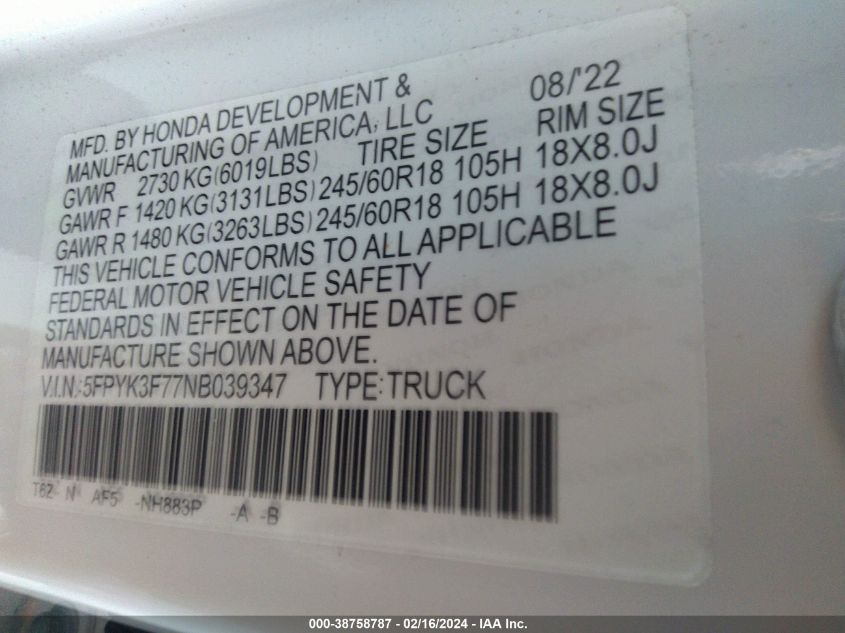 MFD. BY HONDA DEVELOPMENT & 08/'22
MANUFACTURING OF AMERICA, LLC
GVWR 2730 KG(6019LBS) TIRE SIZE RIM SIZE
GAWR F 1420 KG(3131LBS) 245/60R18 105H 18X8.0J
GAWR R 1480 KG(3263LBS) 245/60R18 105H 18X8.0J
THIS VEHICLE CONFORMS TO ALL APPLICABLE
FEDERAL MOTOR VEHICLE SAFETY
STANDARDS IN EFFECT ON THE DATE OF
MANUFACTURE SHOWN ABOVE.
V.I.N.:5FPYK3F77NB039347 TYPE:TRUCK
T6Z- N AF5 -NH883P -A -B
000-38758787 - 02/16/2024 - IAA Inc.